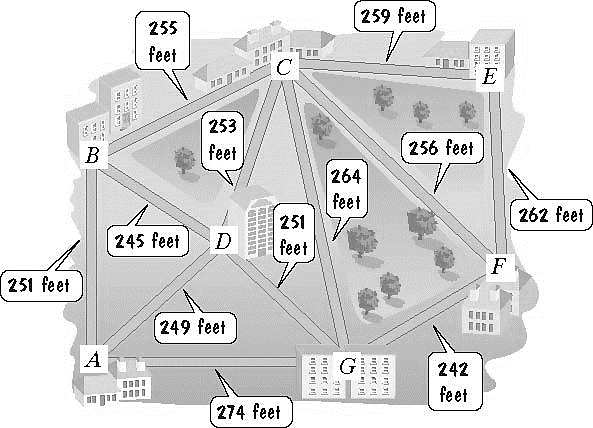 255
feet
259 feet
C
E
B
253
feet
256 feet
264
feet
262 feet
245 feet
D
251
feet
251 feet
249 feet
F
A
G
274 feet
242
feet